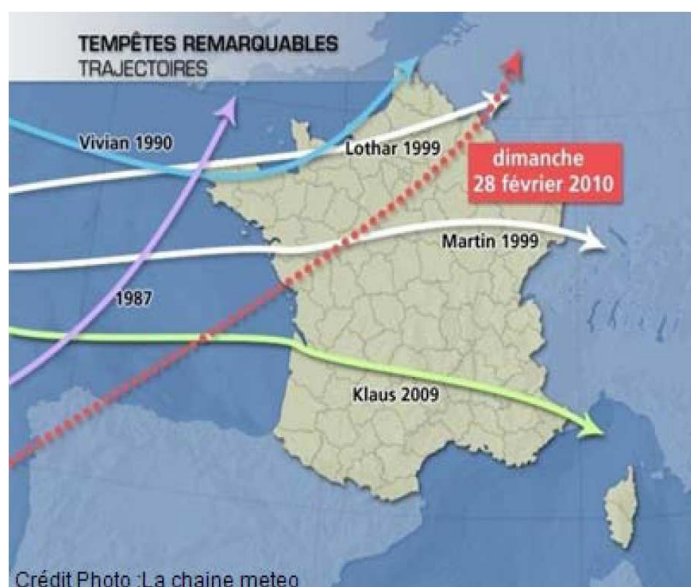 TEMPÊTES REMARQUABLES
TRAJECTOIRES
Vivian 1990
Lothar 1999
dimanche
28 février 2010
Martin 1999
1987
Klaus 2009
Crédit Photo :La chaine meteo